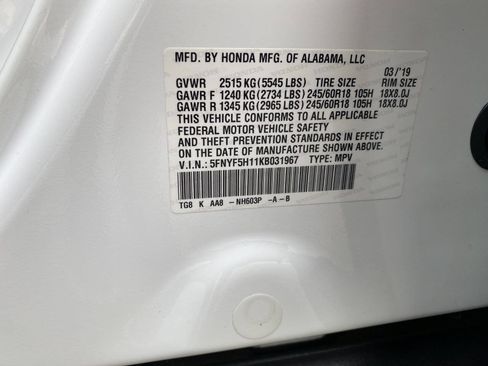 MFD. BY HONDA MFG. OF ALABAMA, LLC
03/'19
GVWR 2515 KG(5545 LBS) TIRE SIZE RIM SIZE
GAWR F 1240 KG(2734 LBS) 245/60R18 105H 18X8.0J
GAWR R 1345 KG(2965 LBS) 245/60R18 105H 18X8.0J
THIS VEHICLE CONFORMS TO ALL APPLICABLE
FEDERAL MOTOR VEHICLE SAFETY
AND THEFT PREVENTION STANDARDS IN EFFECT
ON THE DATE OF MANUFACTURE SHOWN ABOVE.
V.I.N.: 5FNYF5H11KB031967 TYPE: MPV
TG8 K AA8 -NH603P -A-B